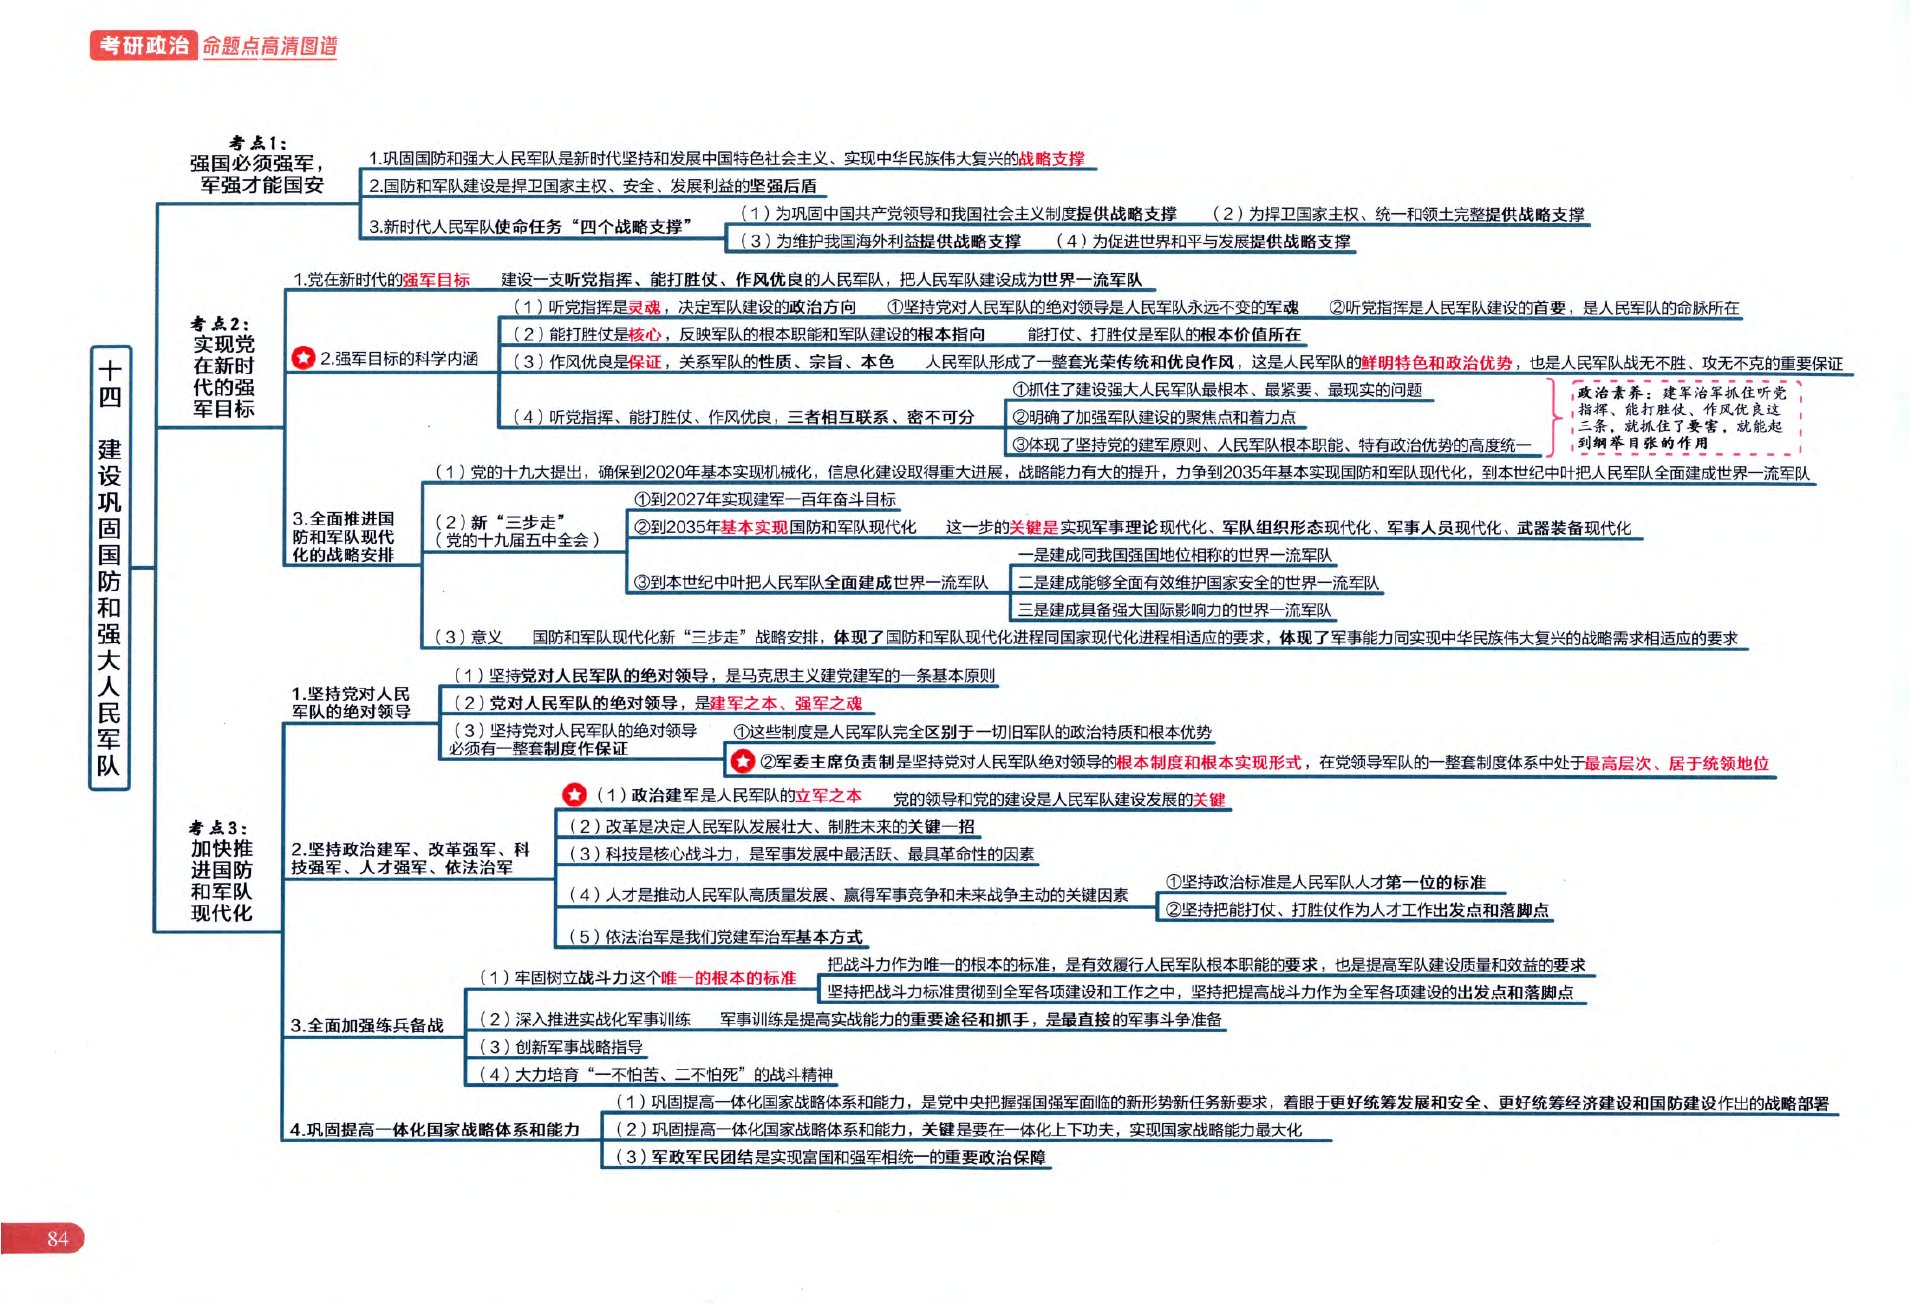 考研政治 命题点高清图谱
十四 建设巩固国防和强大人民军队
考点1：
强国必须强军，
军强才能国安
1.巩固国防和强大人民军队是新时代坚持和发展中国特色社会主义、实现中华民族伟大复兴的战略支撑
2.国防和军队建设是捍卫国家主权、安全、发展利益的坚强后盾
3.新时代人民军队使命任务“四个战略支撑”
（1）为巩固中国共产党领导和我国社会主义制度提供战略支撑 （2）为捍卫国家主权、统一和领土完整提供战略支撑
（3）为维护我国海外利益提供战略支撑 （4）为促进世界和平与发展提供战略支撑
考点2：
实现党
在新时
代的强
军目标
1.党在新时代的强军目标 建设一支听党指挥、能打胜仗、作风优良的人民军队，把人民军队建设成为世界一流军队
2.强军目标的科学内涵
（1）听党指挥是灵魂，决定军队建设的政治方向 ①坚持党对人民军队的绝对领导是人民军队永远不变的军魂 ②听党指挥是人民军队建设的首要，是人民军队的命脉所在
（2）能打胜仗是核心，反映军队的根本职能和军队建设的根本指向 能打仗、打胜仗是军队的根本价值所在
（3）作风优良是保证，关系军队的性质、宗旨、本色 人民军队形成了一整套光荣传统和优良作风，这是人民军队的鲜明特色和政治优势，也是人民军队战无不胜、攻无不克的重要保证
（4）听党指挥、能打胜仗、作风优良，三者相互联系、密不可分
①抓住了建设强大人民军队最根本、最紧要、最现实的问题
②明确了加强军队建设的聚焦点和着力点
③体现了坚持党的建军原则、人民军队根本职能、特有政治优势的高度统一
政治素养：建军治军抓住听党
指挥、能打胜仗、作风优良这
三条，就抓住了要害，就能起
到纲举目张的作用
3.全面推进国
防和军队现代
化的战略安排
（1）党的十九大提出，确保到2020年基本实现机械化，信息化建设取得重大进展，战略能力有大的提升，力争到2035年基本实现国防和军队现代化，到本世纪中叶把人民军队全面建成世界一流军队
（2）新“三步走”
（党的十九届五中全会）
①到2027年实现建军一百年奋斗目标
②到2035年基本实现国防和军队现代化 这一步的关键是实现军事理论现代化、军队组织形态现代化、军事人员现代化、武器装备现代化
③到本世纪中叶把人民军队全面建成世界一流军队
一是建成同我国强国地位相称的世界一流军队
二是建成能够全面有效维护国家安全的世界一流军队
三是建成具备强大国际影响力的世界一流军队
（3）意义 国防和军队现代化新“三步走”战略安排，体现了国防和军队现代化进程同国家现代化进程相适应的要求，体现了军事能力同实现中华民族伟大复兴的战略需求相适应的要求
考点3：
加快推
进国防
和军队
现代化
1.坚持党对人民
军队的绝对领导
（1）坚持党对人民军队的绝对领导，是马克思主义建党建军的一条基本原则
（2）党对人民军队的绝对领导，是建军之本、强军之魂
（3）坚持党对人民军队的绝对领导
必须有一整套制度作保证
①这些制度是人民军队完全区别于一切旧军队的政治特质和根本优势
②军委主席负责制是坚持党对人民军队绝对领导的根本制度和根本实现形式，在党领导军队的一整套制度体系中处于最高层次、居于统领地位
2.坚持政治建军、改革强军、科
技强军、人才强军、依法治军
（1）政治建军是人民军队的立军之本 党的领导和党的建设是人民军队建设发展的关键
（2）改革是决定人民军队发展壮大、制胜未来的关键一招
（3）科技是核心战斗力，是军事发展中最活跃、最具革命性的因素
（4）人才是推动人民军队高质量发展、赢得军事竞争和未来战争主动的关键因素
①坚持政治标准是人民军队人才第一位的标准
②坚持把能打仗、打胜仗作为人才工作出发点和落脚点
（5）依法治军是我们党建军治军基本方式
3.全面加强练兵备战
（1）牢固树立战斗力这个唯一的根本的标准
把战斗力作为唯一的根本的标准，是有效履行人民军队根本职能的要求，也是提高军队建设质量和效益的要求
坚持把战斗力标准贯彻到全军各项建设和工作之中，坚持把提高战斗力作为全军各项建设的出发点和落脚点
（2）深入推进实战化军事训练 军事训练是提高实战能力的重要途径和抓手，是最直接的军事斗争准备
（3）创新军事战略指导
（4）大力培育“一不怕苦、二不怕死”的战斗精神
4.巩固提高一体化国家战略体系和能力
（1）巩固提高一体化国家战略体系和能力，是党中央把握强国强军面临的新形势新任务新要求，着眼于更好统筹发展和安全、更好统筹经济建设和国防建设作出的战略部署
（2）巩固提高一体化国家战略体系和能力，关键是要在一体化上下功夫，实现国家战略能力最大化
（3）军政军民团结是实现富国和强军相统一的重要政治保障
84